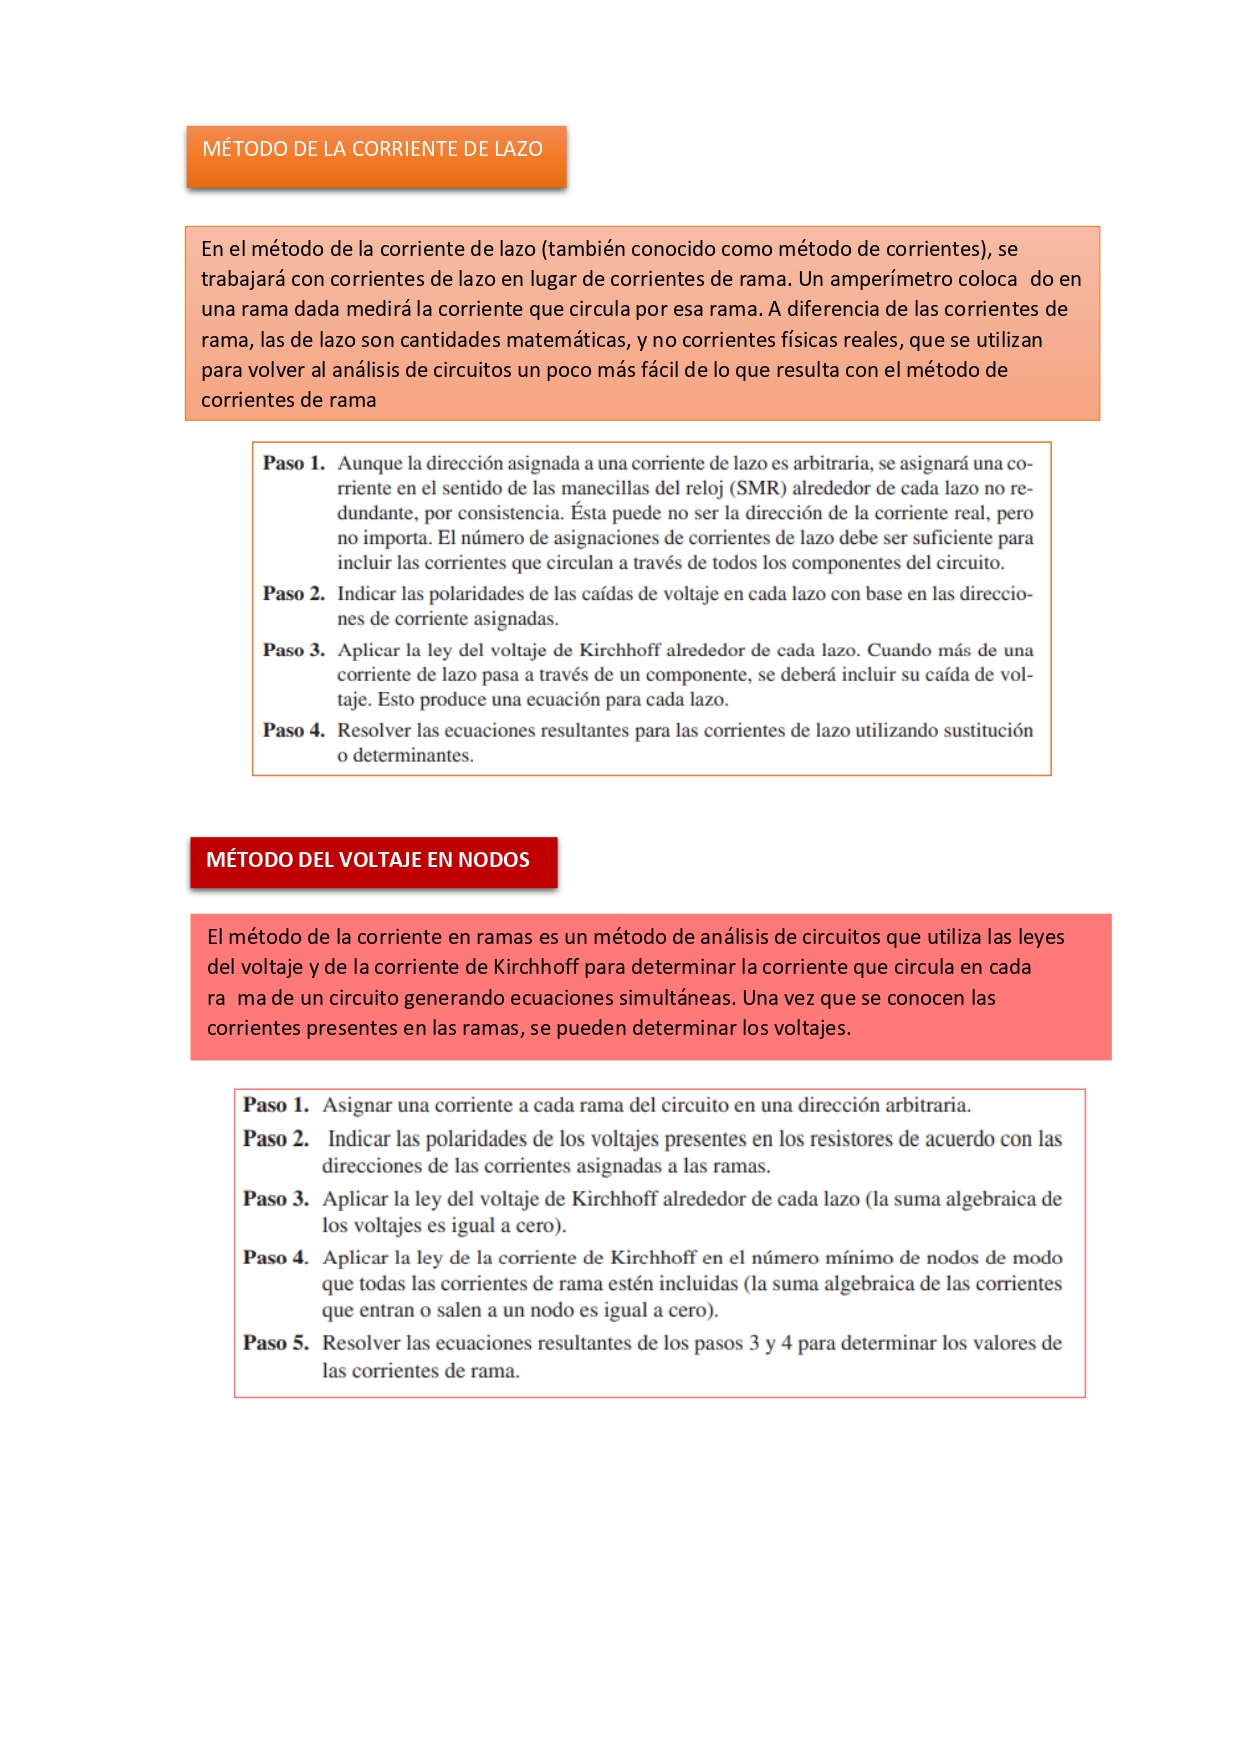 MÉTODO DE LA CORRIENTE DE LAZO
En el método de la corriente de lazo (también conocido como método de corrientes), se
trabajará con corrientes de lazo en lugar de corrientes de rama. Un amperímetro coloca  do en
una rama dada medirá la corriente que circula por esa rama. A diferencia de las corrientes de
rama, las de lazo son cantidades matemáticas, y no corrientes físicas reales, que se utilizan
para volver al análisis de circuitos un poco más fácil de lo que resulta con el método de
corrientes de rama
Paso 1. Aunque la dirección asignada a una corriente de lazo es arbitraria, se asignará una co-
rriente en el sentido de las manecillas del reloj (SMR) alrededor de cada lazo no re-
dundante, por consistencia. Ésta puede no ser la dirección de la corriente real, pero
no importa. El número de asignaciones de corrientes de lazo debe ser suficiente para
incluir las corrientes que circulan a través de todos los componentes del circuito.
Paso 2. Indicar las polaridades de las caídas de voltaje en cada lazo con base en las direccio-
nes de corriente asignadas.
Paso 3. Aplicar la ley del voltaje de Kirchhoff alrededor de cada lazo. Cuando más de una
corriente de lazo pasa a través de un componente, se deberá incluir su caída de vol-
taje. Esto produce una ecuación para cada lazo.
Paso 4. Resolver las ecuaciones resultantes para las corrientes de lazo utilizando sustitución
o determinantes.
MÉTODO DEL VOLTAJE EN NODOS
El método de la corriente en ramas es un método de análisis de circuitos que utiliza las leyes
del voltaje y de la corriente de Kirchhoff para determinar la corriente que circula en cada
ra  ma de un circuito generando ecuaciones simultáneas. Una vez que se conocen las
corrientes presentes en las ramas, se pueden determinar los voltajes.
Paso 1. Asignar una corriente a cada rama del circuito en una dirección arbitraria.
Paso 2. Indicar las polaridades de los voltajes presentes en los resistores de acuerdo con las
direcciones de las corrientes asignadas a las ramas.
Paso 3. Aplicar la ley del voltaje de Kirchhoff alrededor de cada lazo (la suma algebraica de
los voltajes es igual a cero).
Paso 4. Aplicar la ley de la corriente de Kirchhoff en el número mínimo de nodos de modo
que todas las corrientes de rama estén incluidas (la suma algebraica de las corrientes
que entran o salen a un nodo es igual a cero).
Paso 5. Resolver las ecuaciones resultantes de los pasos 3 y 4 para determinar los valores de
las corrientes de rama.